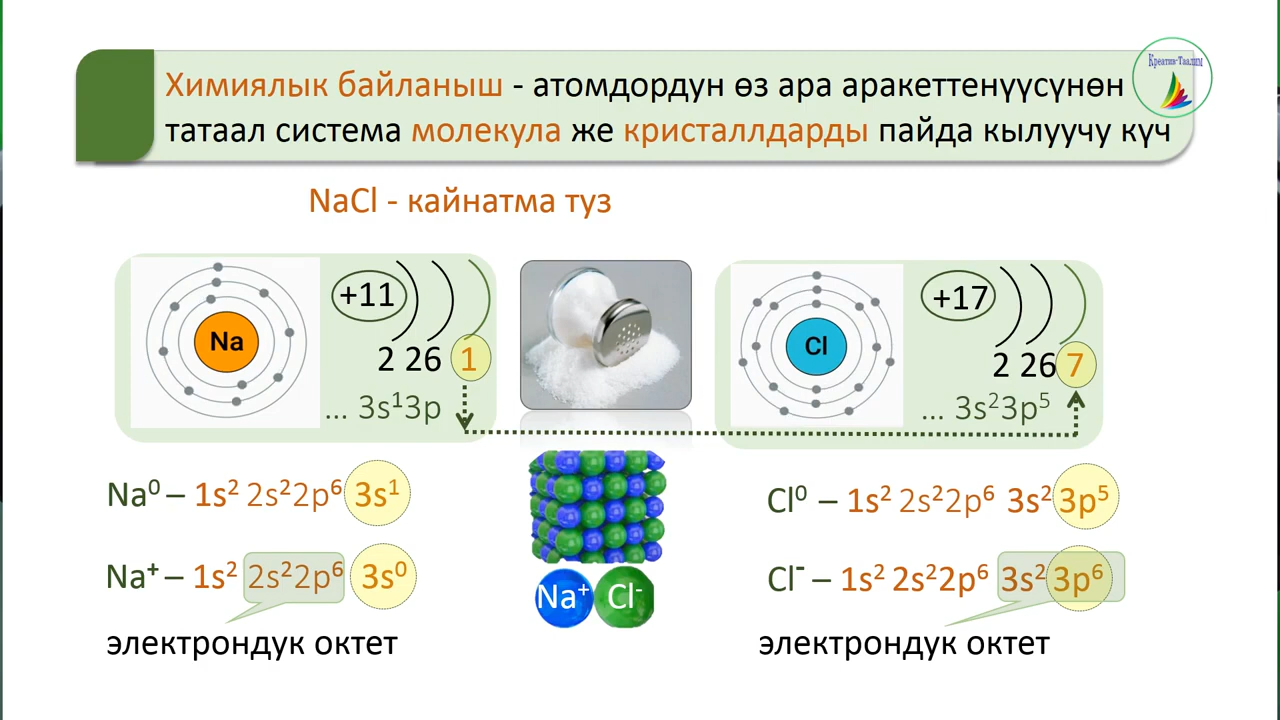 Химиялык байланыш - атомдордун өз ара аракеттенүүсүнөн
татаал система молекула же кристаллдарды пайда кылуучу күч
Креатив-Таалим
NaCl - кайнатма туз
Na
+11
2 26 1
... 3s¹3p
Cl
+17
2 26 7
... 3s²3p⁵
Na⁰ – 1s² 2s²2p⁶ 3s¹
Cl⁰ – 1s² 2s²2p⁶ 3s² 3p⁵
Na⁺ – 1s² 2s²2p⁶ 3s⁰
Na⁺ Cl⁻
Cl⁻ – 1s² 2s²2p⁶ 3s² 3p⁶
электрондук октет
электрондук октет